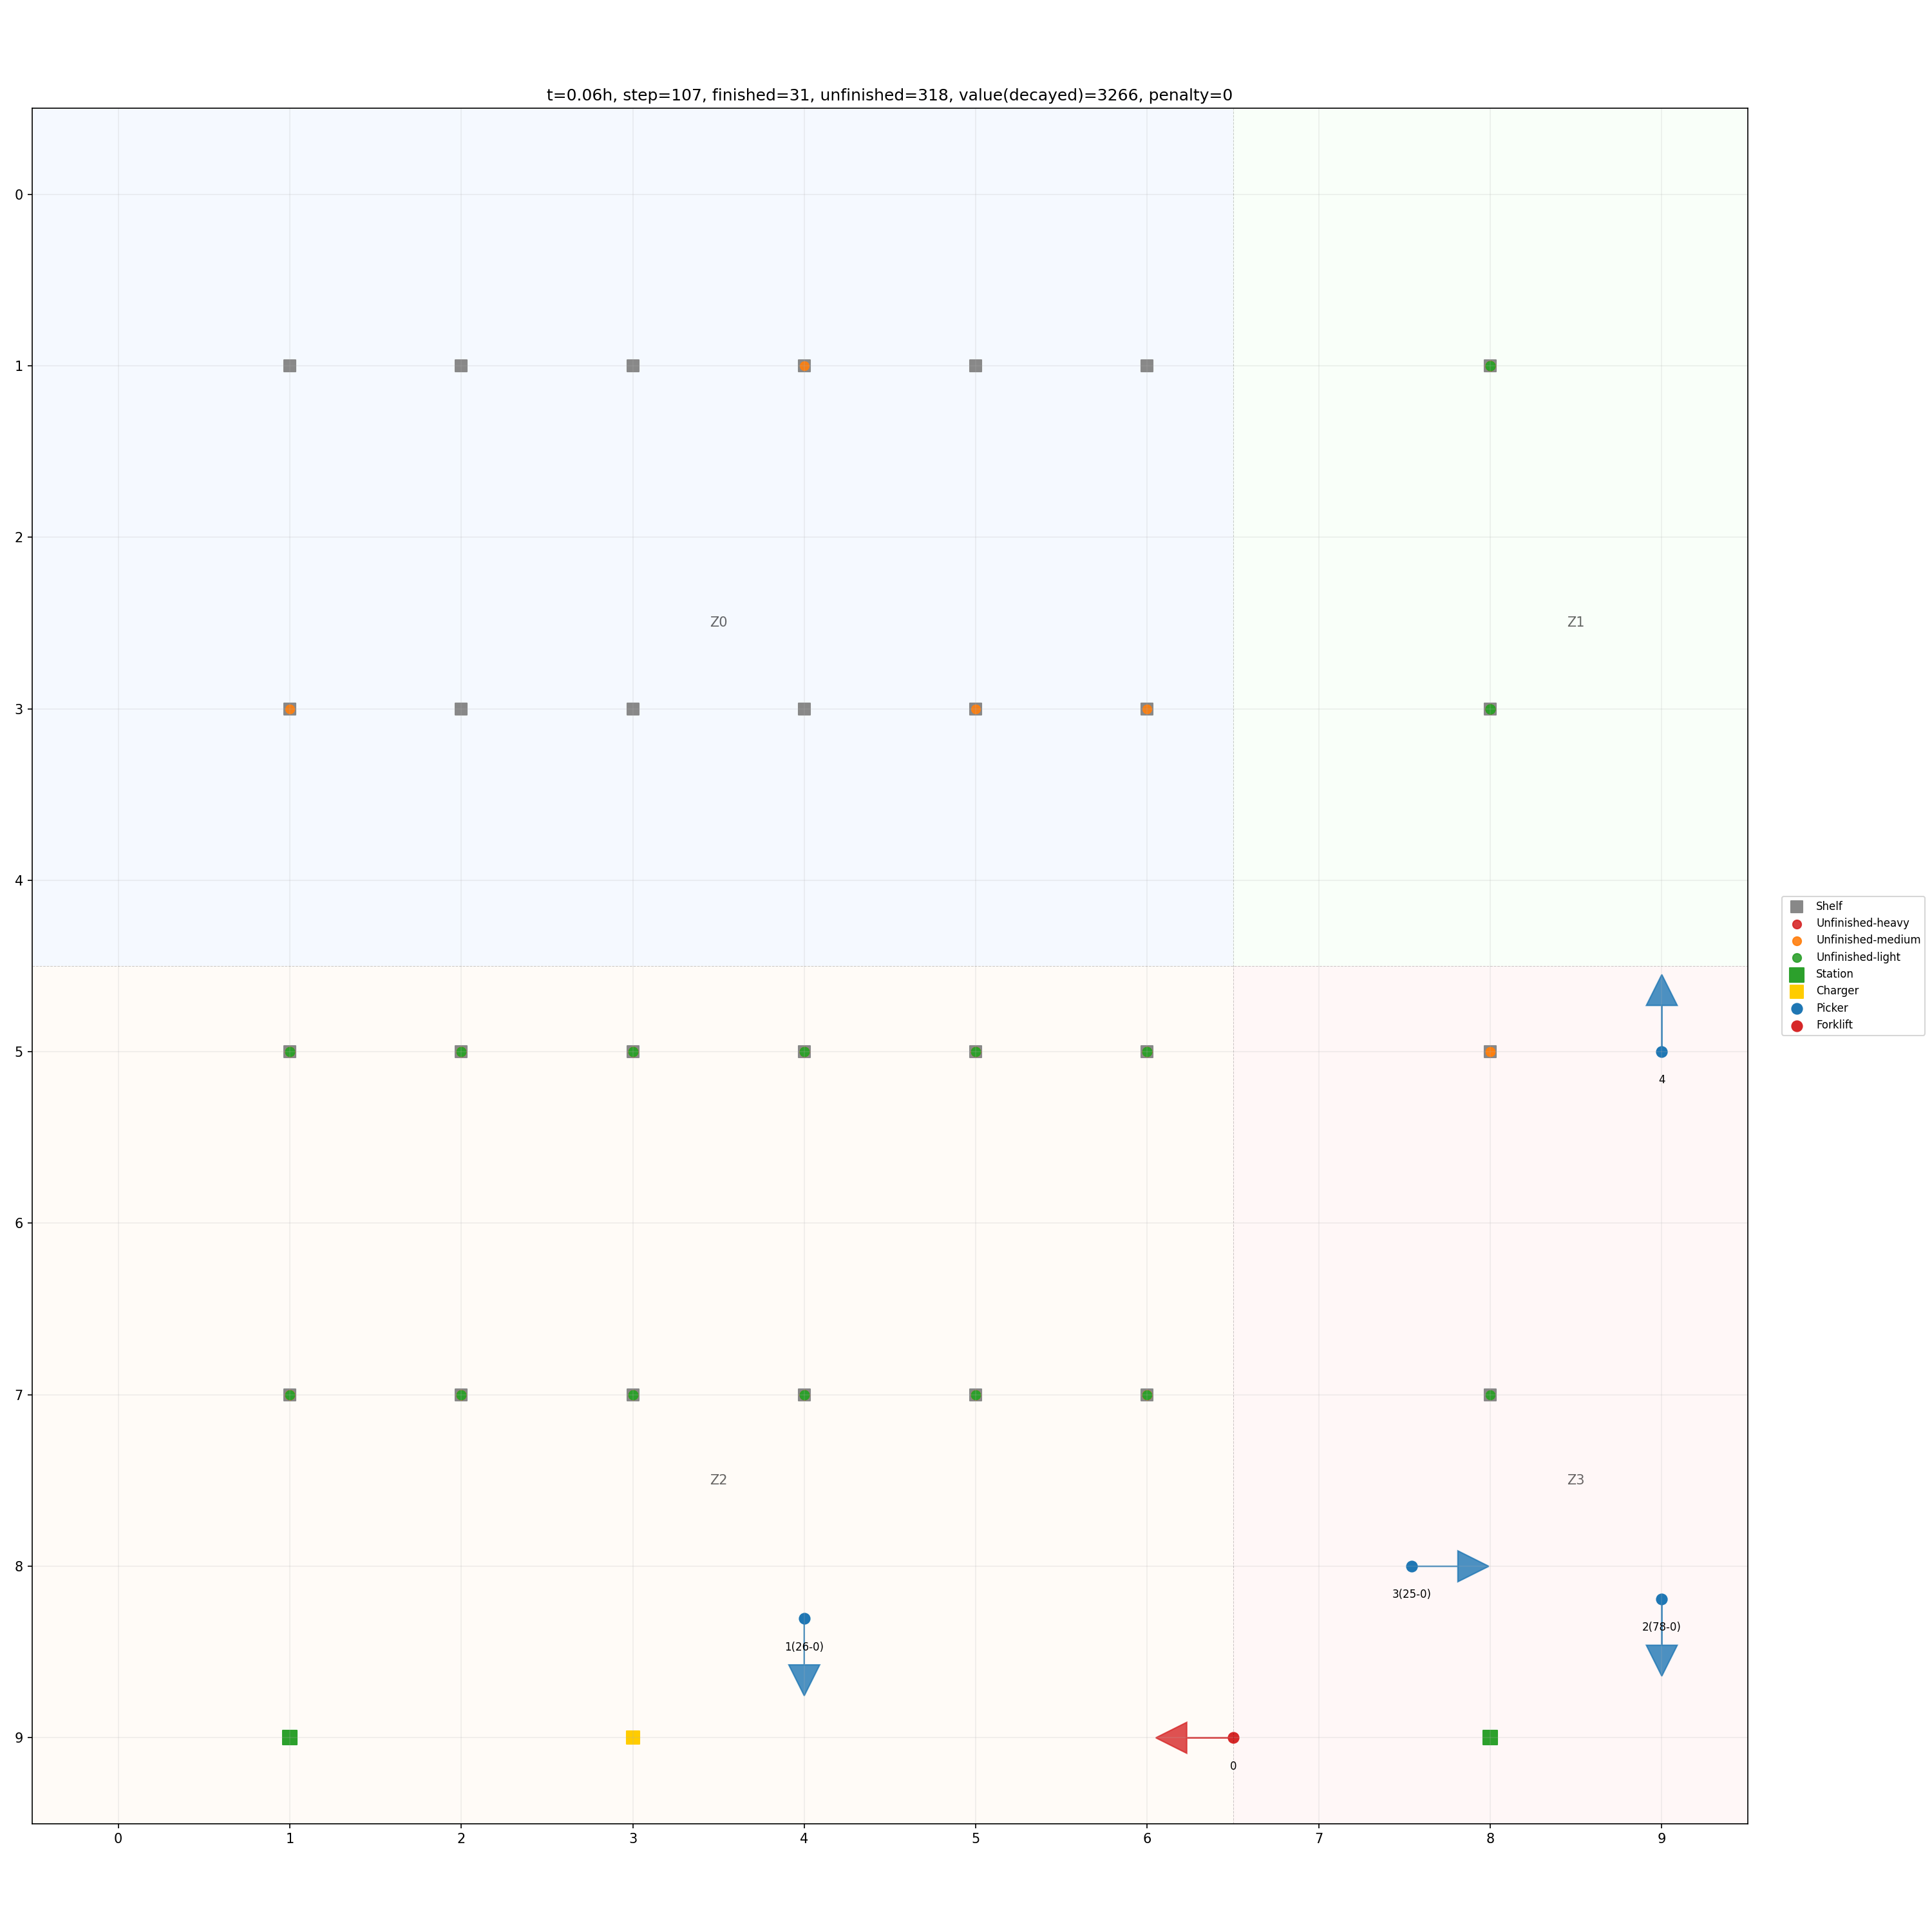 t=0.06h, step=107, finished=31, unfinished=318, value(decayed)=3266, penalty=0
0
1
2
Z0
Z1
3
4
Shelf
Unfinished-heavy
Unfinished-medium
Unfinished-light
Station
Charger
Picker
Forklift
5
4
6
7
Z2
Z3
8
3(25-0)
2(78-0)
1(26-0)
9
0
0
1
2
3
4
5
6
7
8
9